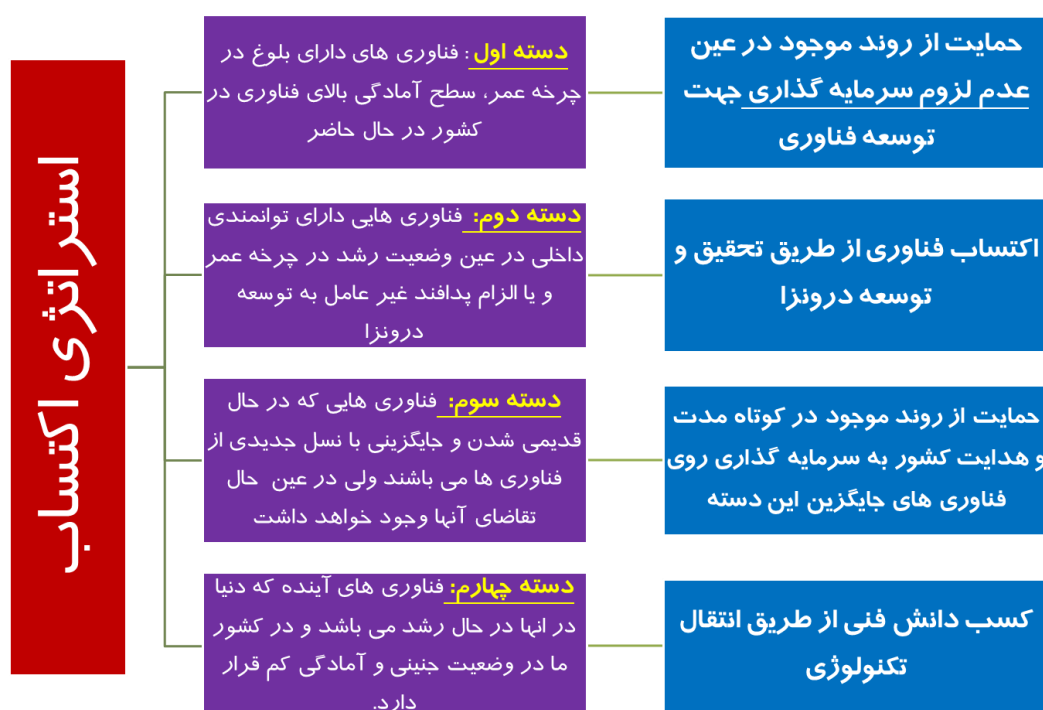 استراتژی اکتساب
دسته اول : فناوری های دارای بلوغ در
چرخه عمر، سطح آمادگی بالای فناوری در
کشور در حال حاضر
حمایت از روند موجود در عین
عدم لزوم سرمایه گذاری جهت
توسعه فناوری
دسته دوم: فناوری هایی دارای توانمندی
داخلی در عین وضعیت رشد در چرخه عمر
و یا الزام پدافند غیر عامل به توسعه
درونزا
اکتساب فناوری از طریق تحقیق و
توسعه درونزا
دسته سوم: فناوری هایی که در حال
قدیمی شدن و جایگزینی با نسل جدیدی از
فناوری ها می باشند ولی در عین حال
تقاضای آنها وجود خواهد داشت
حمایت از روند موجود در کوتاه مدت
و هدایت کشور به سرمایه گذاری روی
فناوری های جایگزین این دسته
دسته چهارم: فناوری های آینده که دنیا
در انها در حال رشد می باشد و در کشور
ما در وضعیت جنینی و آمادگی کم قرار
دارد.
کسب دانش فنی از طریق انتقال
تکنولوژی